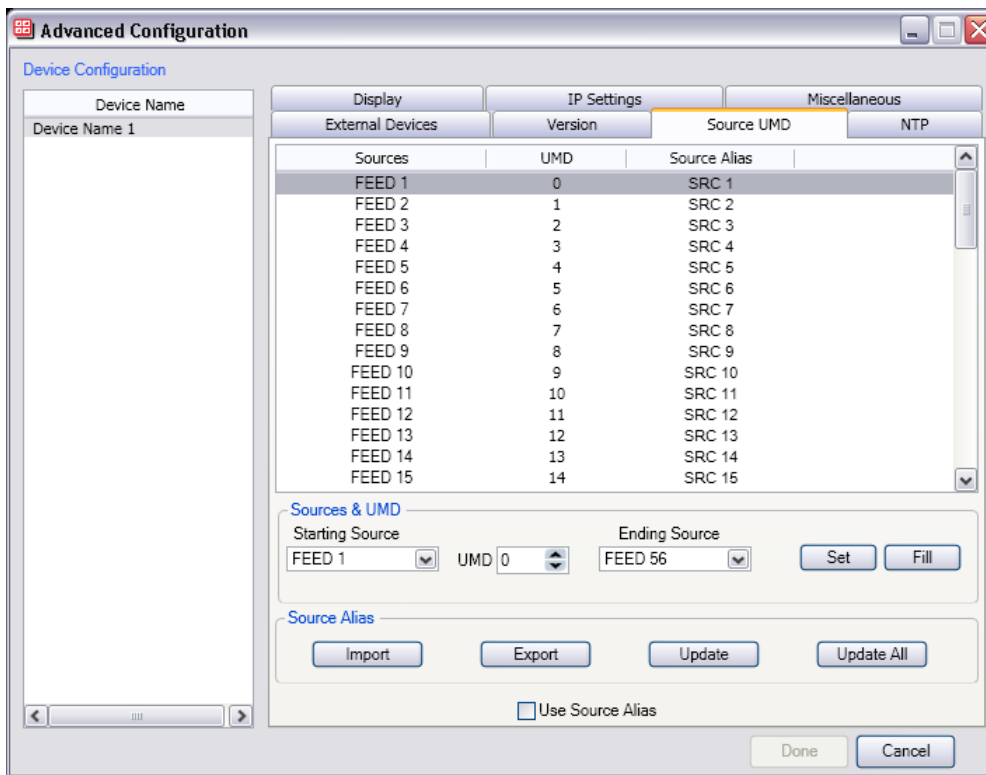 Advanced Configuration
Device Configuration
Device Name
Device Name 1
Display IP Settings Miscellaneous
External Devices Version Source UMD NTP
Sources UMD Source Alias
FEED 1 0 SRC 1
FEED 2 1 SRC 2
FEED 3 2 SRC 3
FEED 4 3 SRC 4
FEED 5 4 SRC 5
FEED 6 5 SRC 6
FEED 7 6 SRC 7
FEED 8 7 SRC 8
FEED 9 8 SRC 9
FEED 10 9 SRC 10
FEED 11 10 SRC 11
FEED 12 11 SRC 12
FEED 13 12 SRC 13
FEED 14 13 SRC 14
FEED 15 14 SRC 15
Sources & UMD
Starting Source Ending Source
FEED 1 UMD 0 FEED 56 Set Fill
Source Alias
Import Export Update Update All
Use Source Alias
Done Cancel